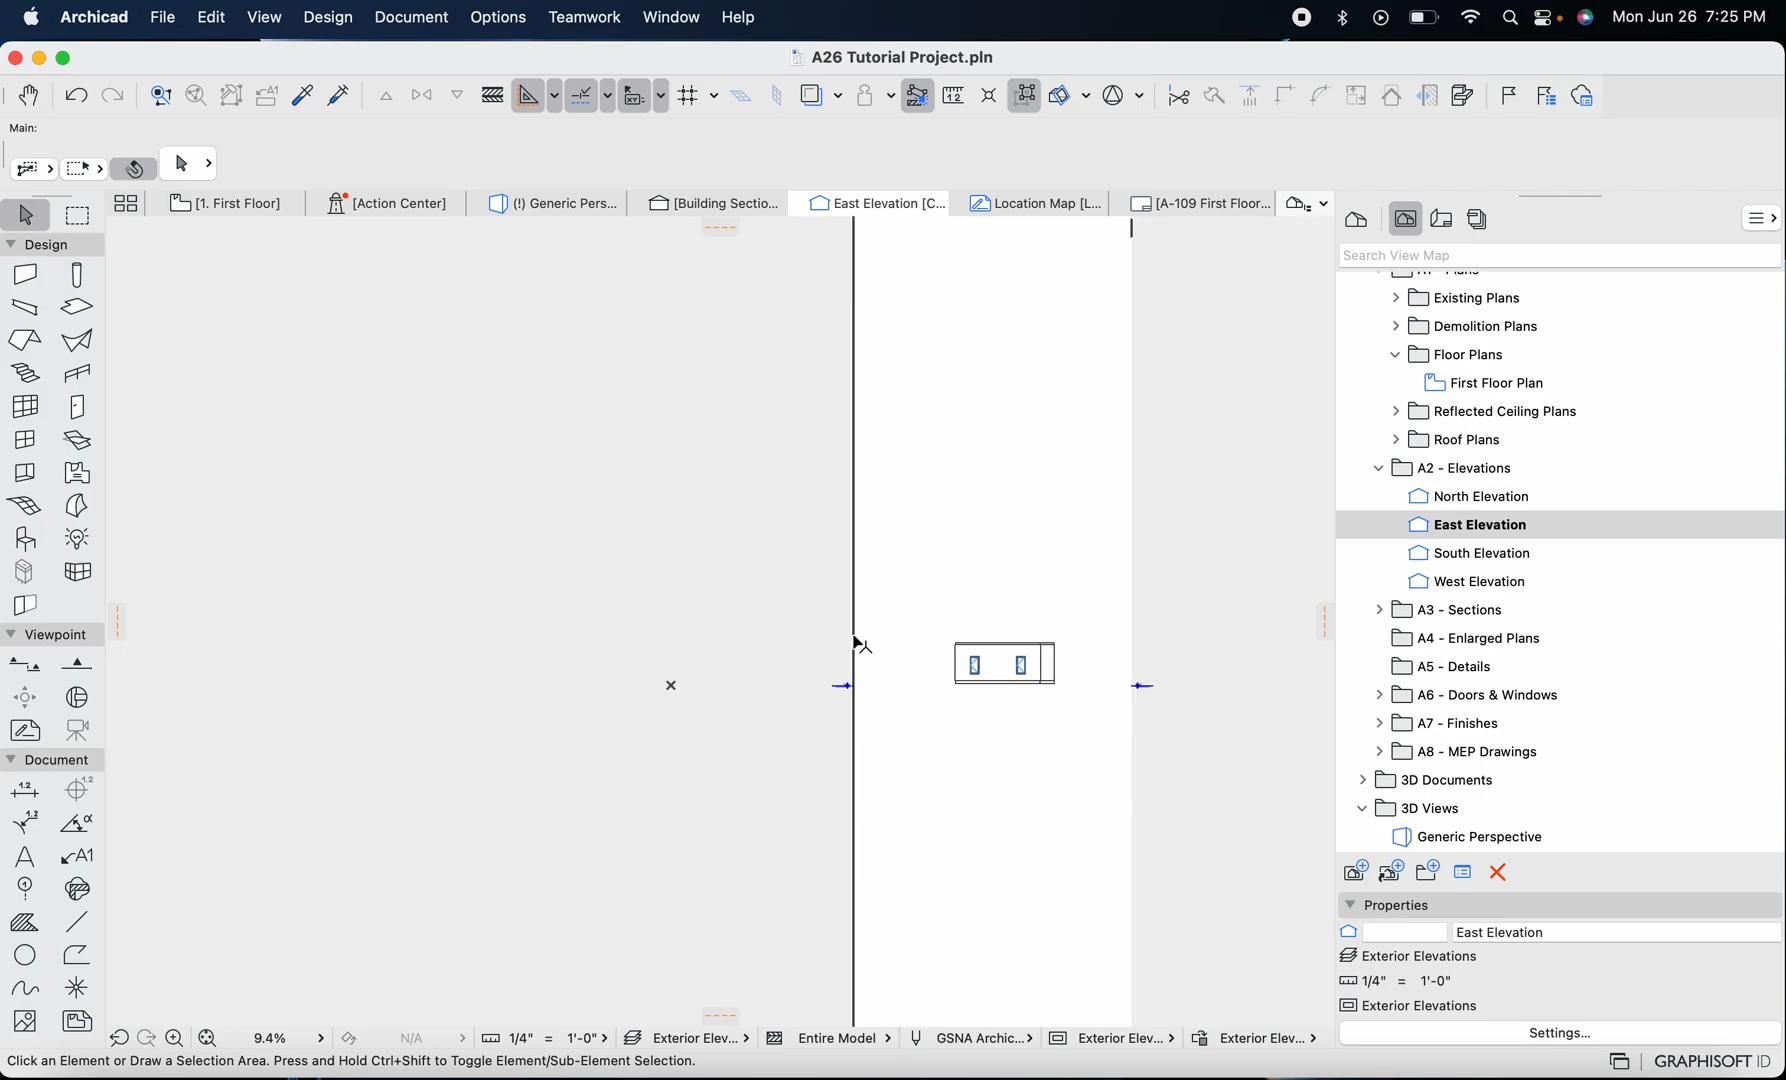 Archicad File Edit View Design Document Options Teamwork Window Help Mon Jun 26 7:25 PM
A26 Tutorial Project.pln
Main:
[1. First Floor] [Action Center] (!) Generic Pers... [Building Sectio... East Elevation [C... Location Map [L... [A-109 First Floor...
Search View Map
Design
Existing Plans
Demolition Plans
Floor Plans
First Floor Plan
Reflected Ceiling Plans
Roof Plans
A2 - Elevations
North Elevation
East Elevation
South Elevation
West Elevation
A3 - Sections
A4 - Enlarged Plans
A5 - Details
A6 - Doors & Windows
A7 - Finishes
A8 - MEP Drawings
3D Documents
3D Views
Generic Perspective
Viewpoint
Document
Properties
East Elevation
Exterior Elevations
1/4" = 1'-0"
Exterior Elevations
Settings...
9.4% N/A 1/4" = 1'-0" Exterior Elev... Entire Model GSNA Archic... Exterior Elev... Exterior Elev...
Click an Element or Draw a Selection Area. Press and Hold Ctrl+Shift to Toggle Element/Sub-Element Selection.
GRAPHISOFT ID